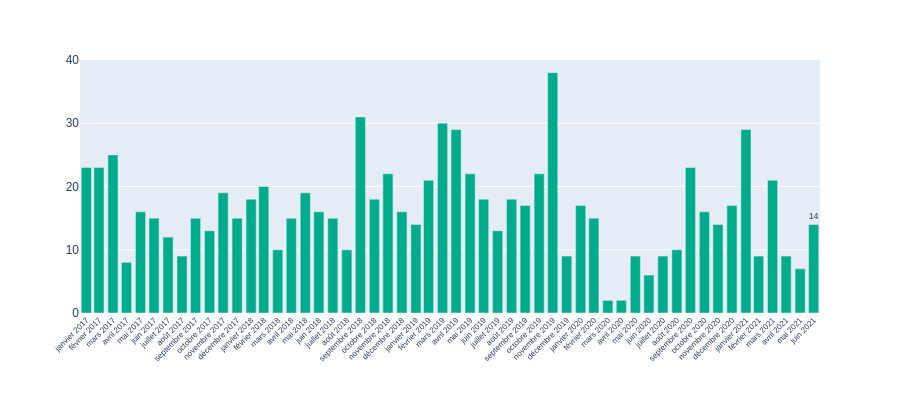 40
30
20
10
0
14
janvier 2017
février 2017
mars 2017
avril 2017
mai 2017
juin 2017
juillet 2017
août 2017
septembre 2017
octobre 2017
novembre 2017
décembre 2017
janvier 2018
février 2018
mars 2018
avril 2018
mai 2018
juin 2018
juillet 2018
août 2018
septembre 2018
octobre 2018
novembre 2018
décembre 2018
janvier 2019
février 2019
mars 2019
avril 2019
mai 2019
juin 2019
juillet 2019
août 2019
septembre 2019
octobre 2019
novembre 2019
décembre 2019
janvier 2020
février 2020
mars 2020
avril 2020
mai 2020
juin 2020
juillet 2020
août 2020
septembre 2020
octobre 2020
novembre 2020
décembre 2020
janvier 2021
février 2021
mars 2021
avril 2021
mai 2021
juin 2021